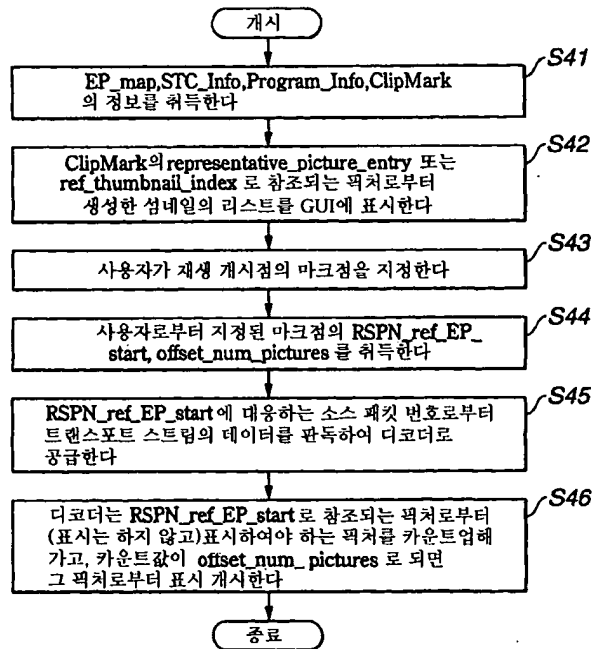 개시
S41
EP_map,STC_Info,Program_Info,ClipMark
의 정보를 취득한다
S42
ClipMark의 representative_picture_entry 또는
ref_thumbnail_index 로 참조되는 픽처로부터
생성한 섬네일의 리스트를 GUI에 표시한다
S43
사용자가 재생 개시점의 마크점을 지정한다
S44
사용자로부터 지정된 마크점의 RSPN_ref_EP_
start, offset_num_pictures 를 취득한다
S45
RSPN_ref_EP_start에 대응하는 소스 패킷 번호로부터
트랜스포트 스트림의 데이터를 판독하여 디코더로
공급한다
S46
디코더는 RSPN_ref_EP_start로 참조되는 픽처로부터
(표시는 하지 않고)표시하여야 하는 픽처를 카운트업해
가고, 카운트값이 offset_num_ pictures 로 되면
그 픽처로부터 표시 개시한다
종료